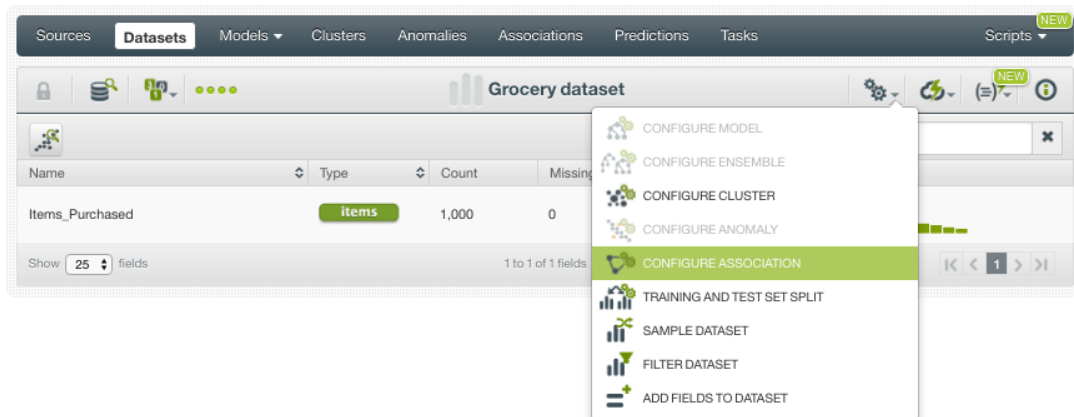 Sources Datasets Models Clusters Anomalies Associations Predictions Tasks Scripts NEW
Grocery dataset NEW
CONFIGURE MODEL
CONFIGURE ENSEMBLE
Name Type Count Missing
CONFIGURE CLUSTER
Items_Purchased items 1,000 0
CONFIGURE ANOMALY
Show 25 fields 1 to 1 of 1 fields 1
CONFIGURE ASSOCIATION
TRAINING AND TEST SET SPLIT
SAMPLE DATASET
FILTER DATASET
ADD FIELDS TO DATASET